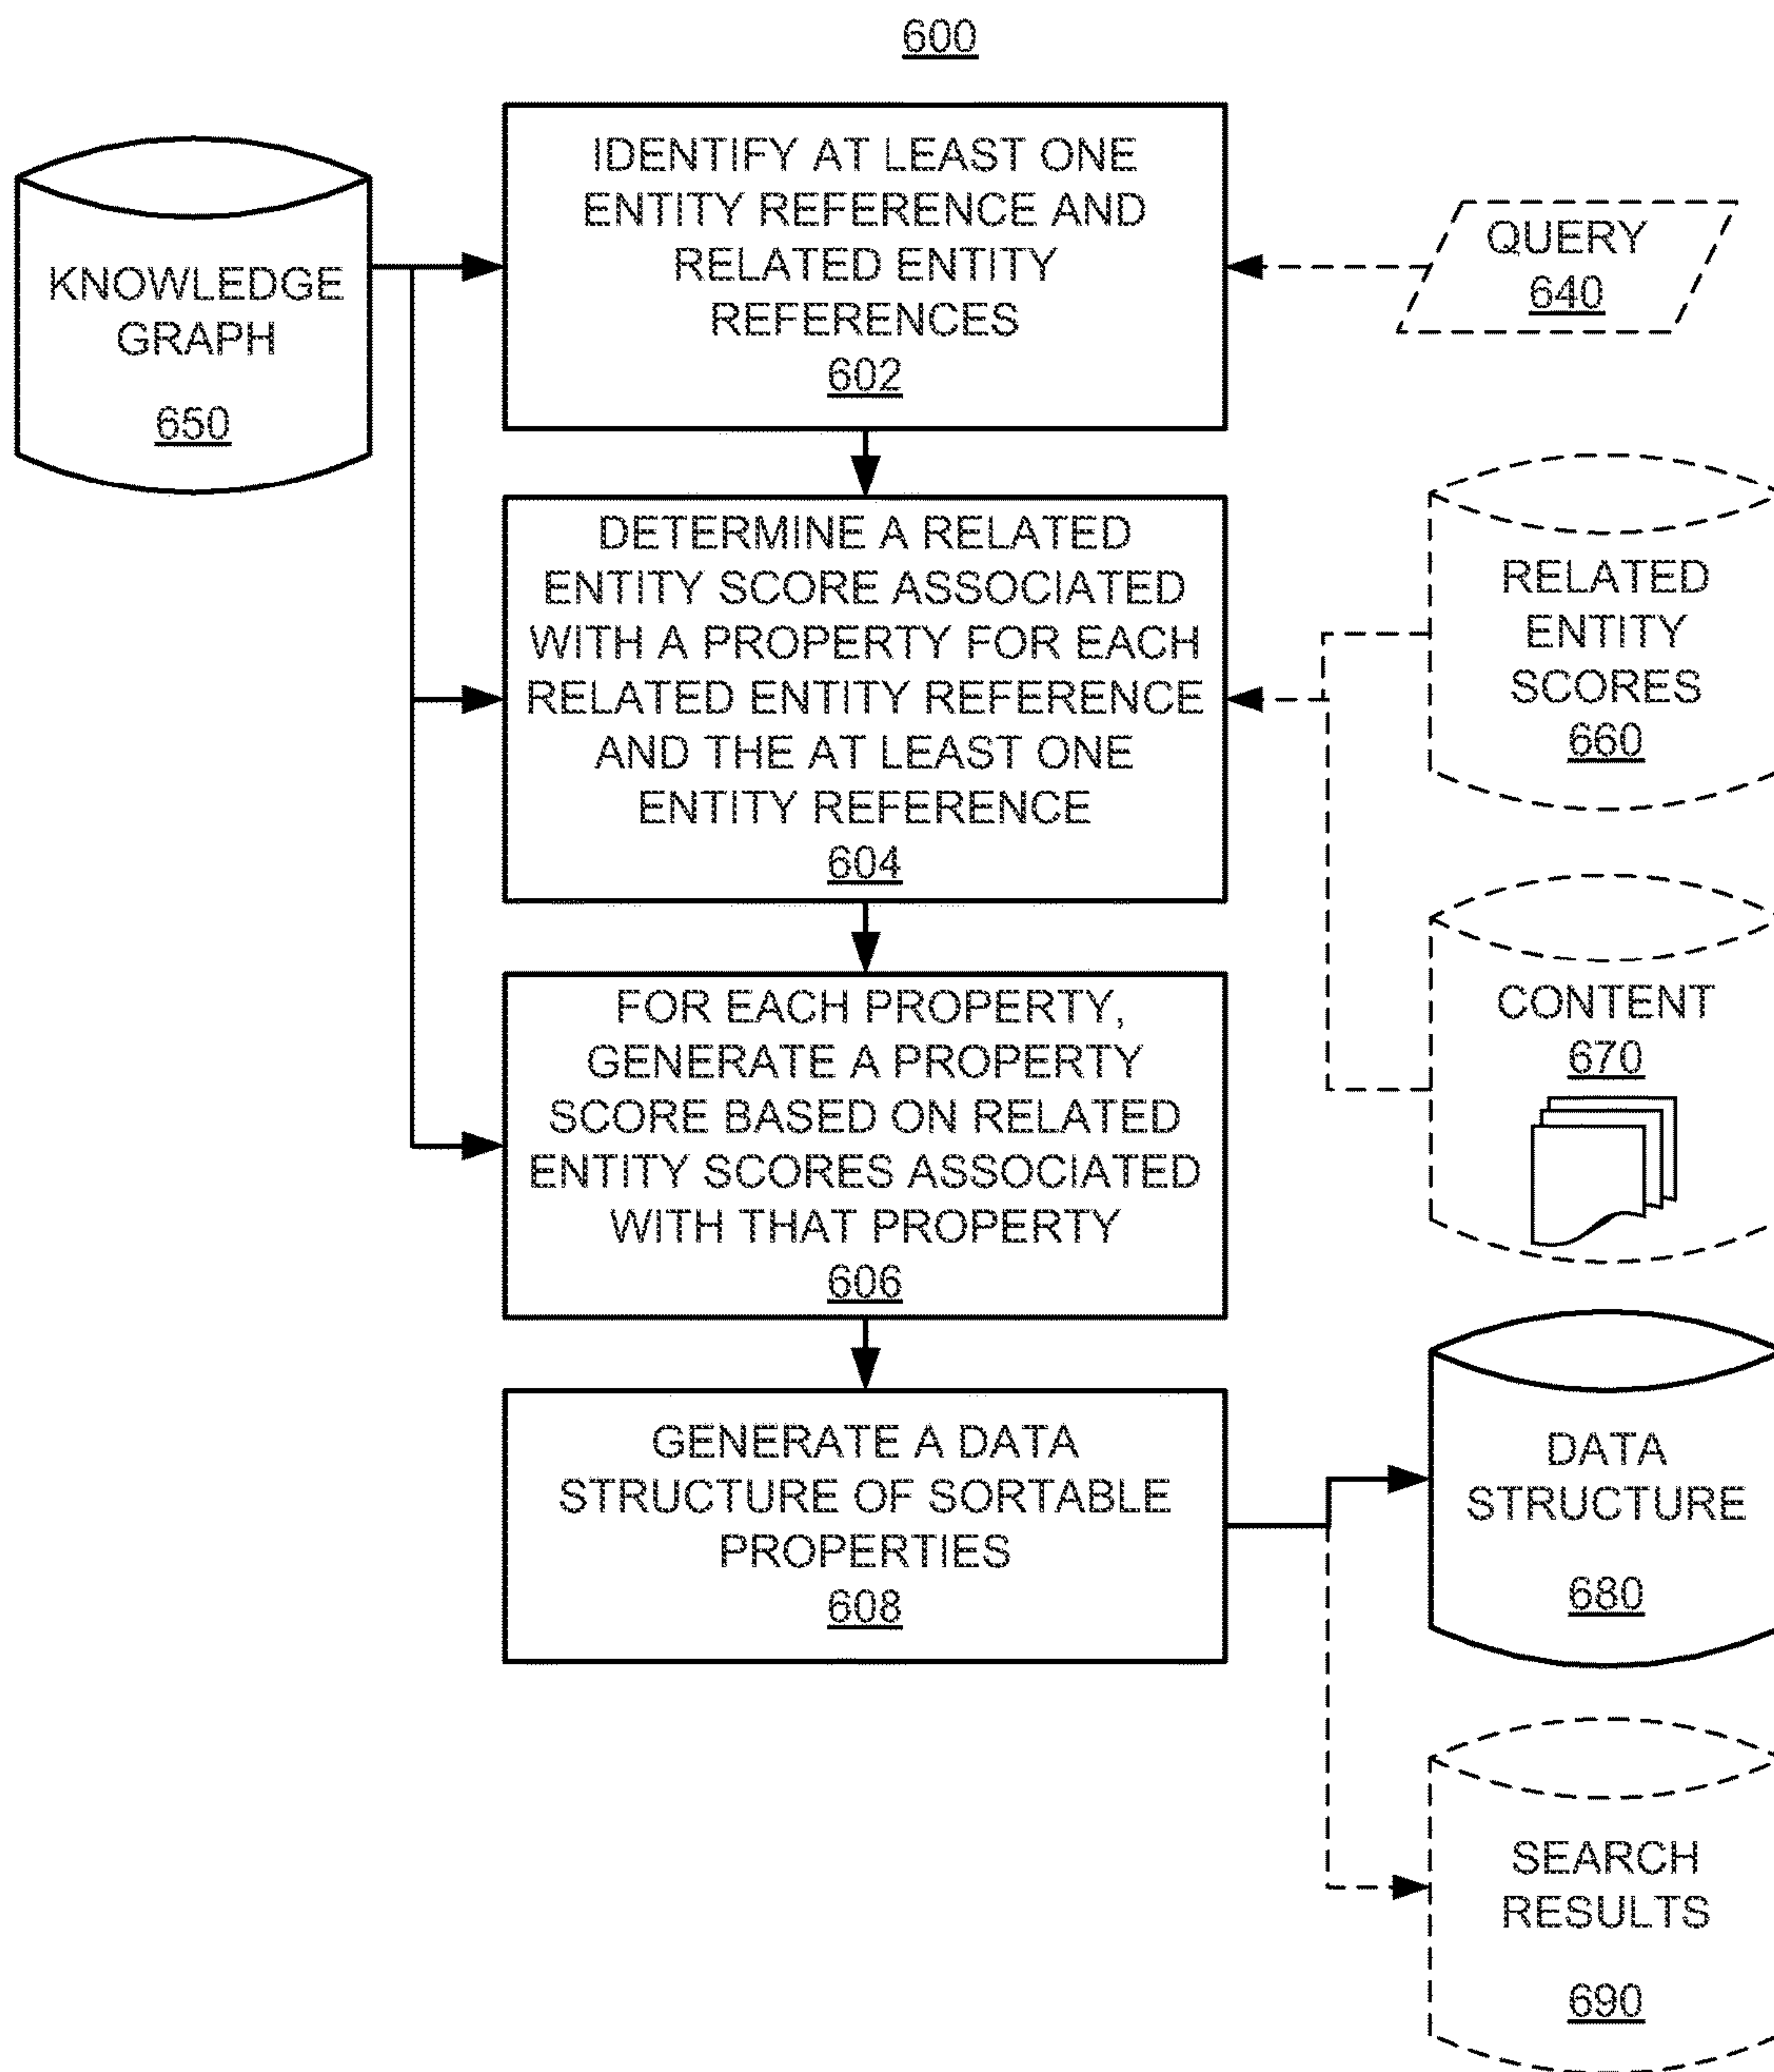 600
IDENTIFY AT LEAST ONE
ENTITY REFERENCE AND
RELATED ENTITY
REFERENCES
602
QUERY
640
KNOWLEDGE
GRAPH
650
DETERMINE A RELATED
ENTITY SCORE ASSOCIATED
WITH A PROPERTY FOR EACH
RELATED ENTITY REFERENCE
AND THE AT LEAST ONE
ENTITY REFERENCE
604
RELATED
ENTITY
SCORES
660
FOR EACH PROPERTY,
GENERATE A PROPERTY
SCORE BASED ON RELATED
ENTITY SCORES ASSOCIATED
WITH THAT PROPERTY
606
CONTENT
670
GENERATE A DATA
STRUCTURE OF SORTABLE
PROPERTIES
608
DATA
STRUCTURE
680
SEARCH
RESULTS
690